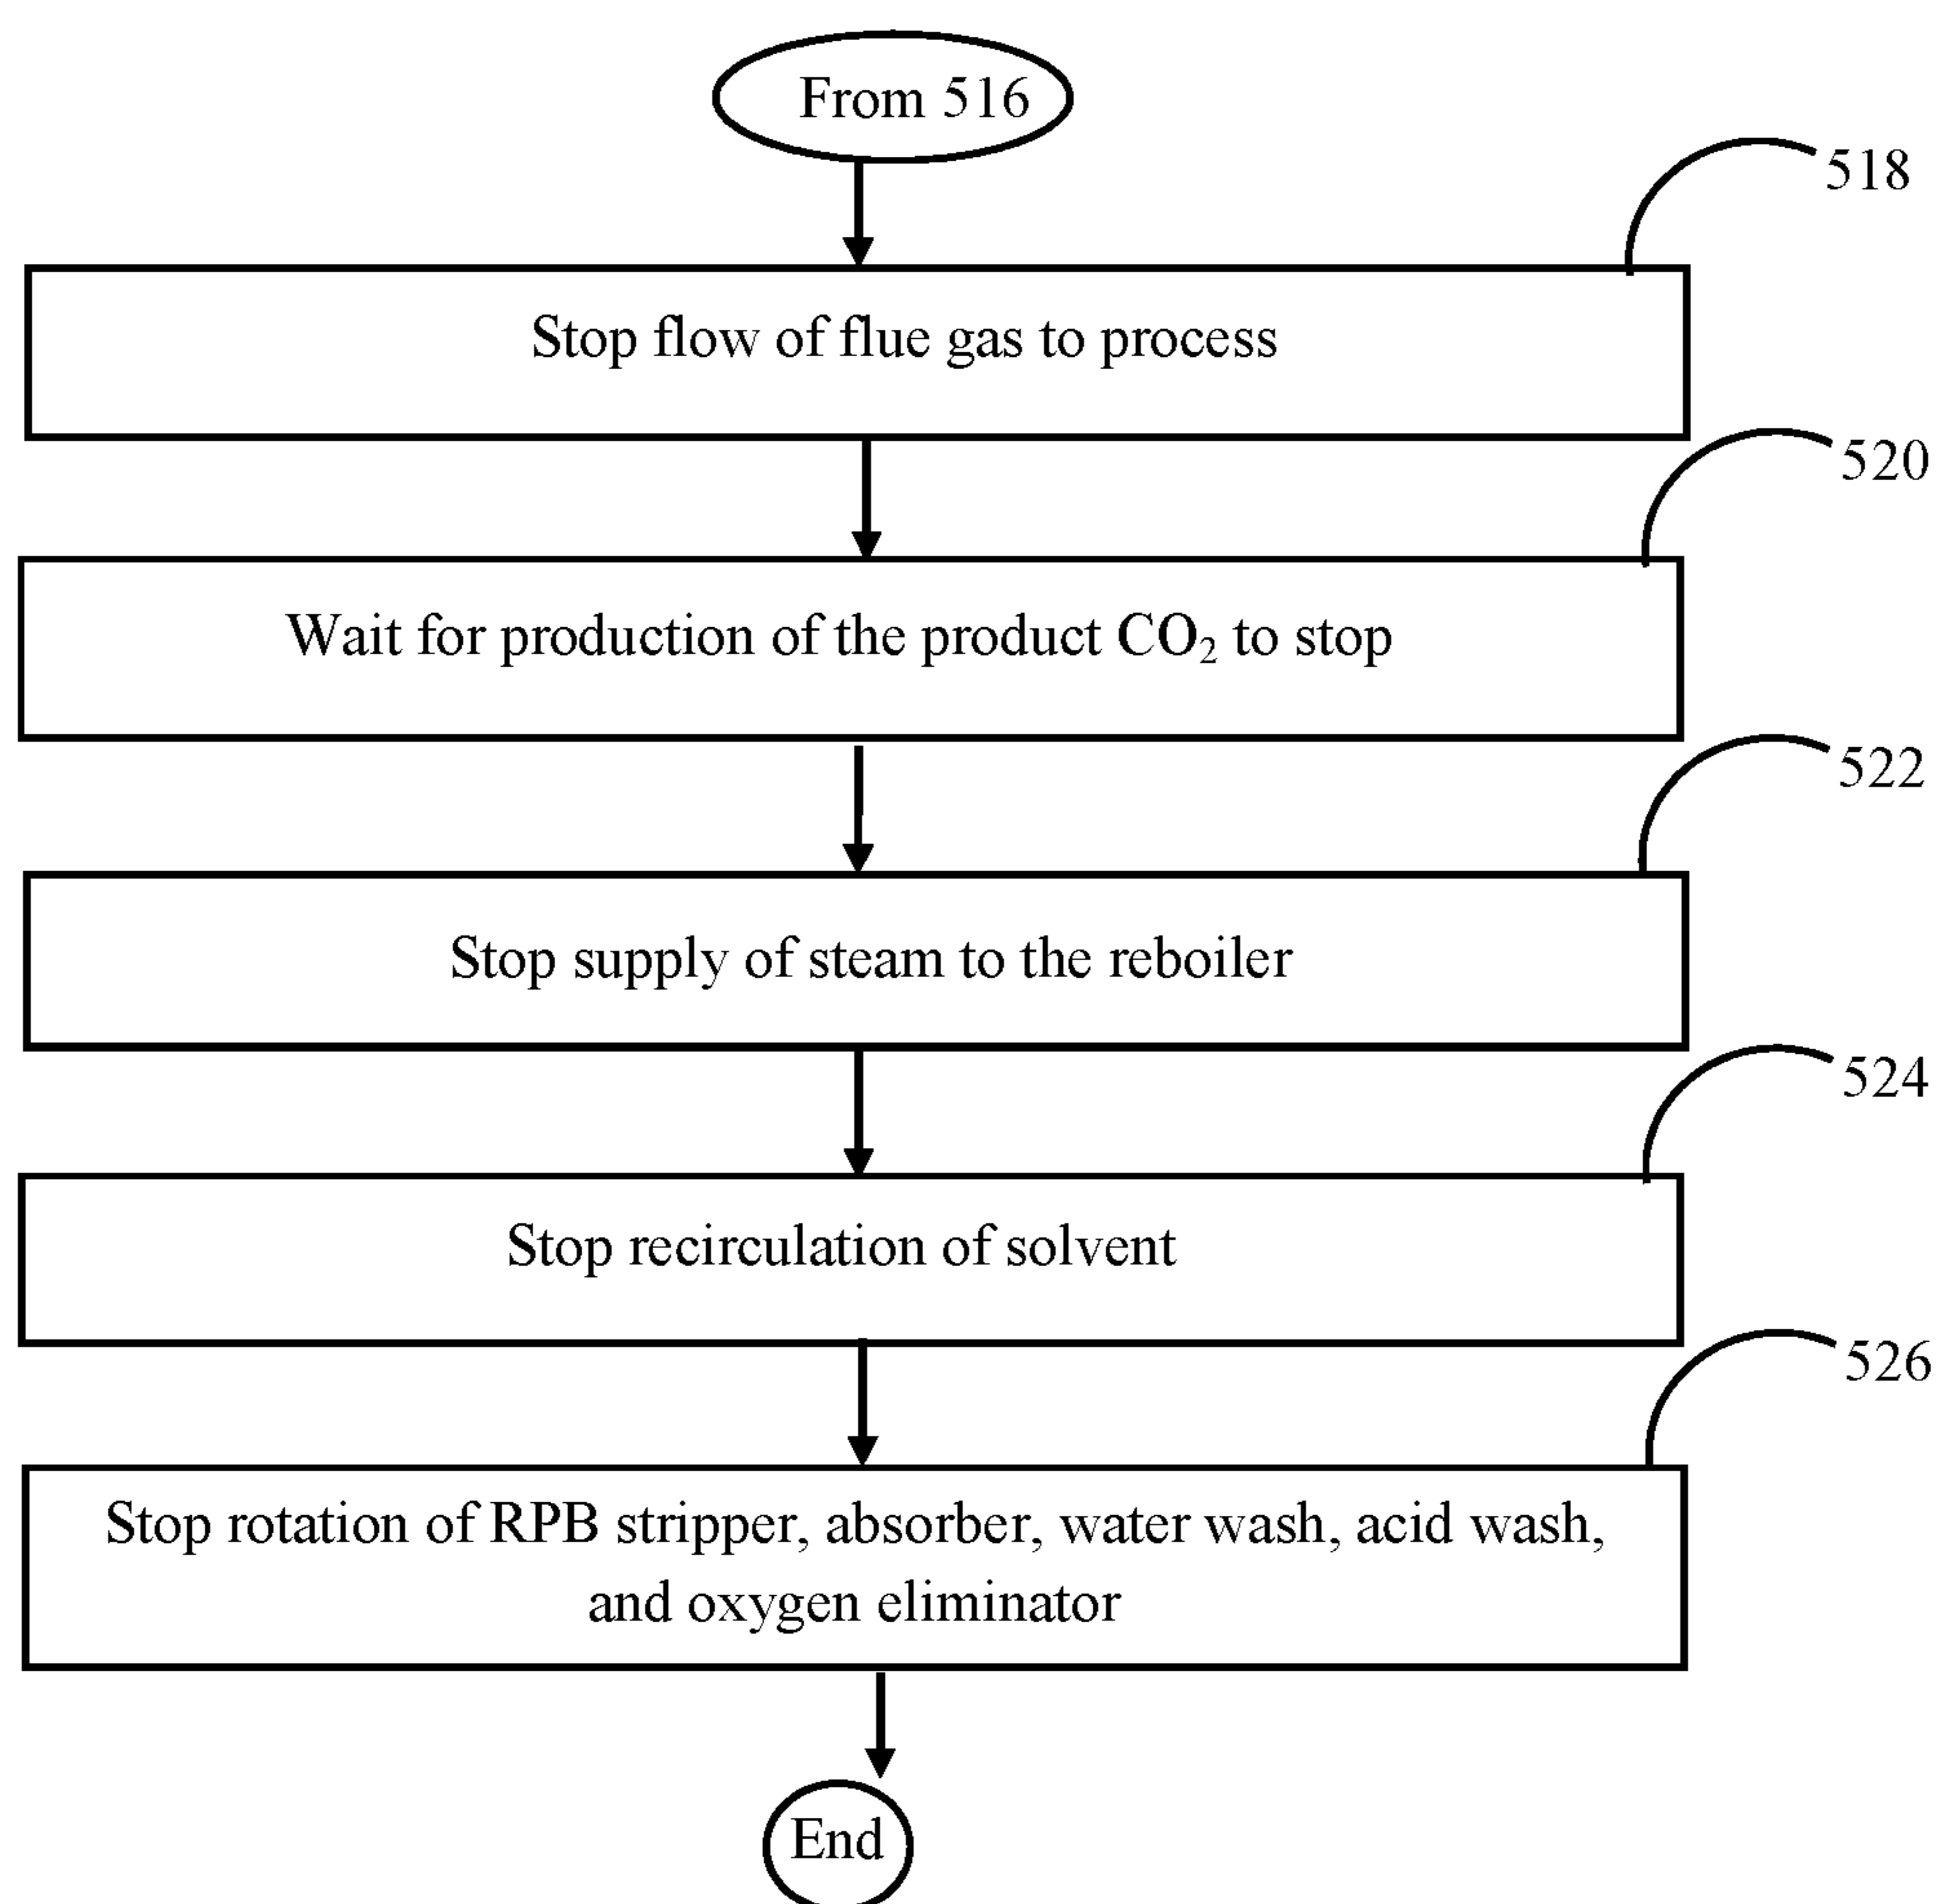 From 516
518
Stop flow of flue gas to process
520
Wait for production of the product CO₂ to stop
522
Stop supply of steam to the reboiler
524
Stop recirculation of solvent
526
Stop rotation of RPB stripper, absorber, water wash, acid wash,
and oxygen eliminator
End